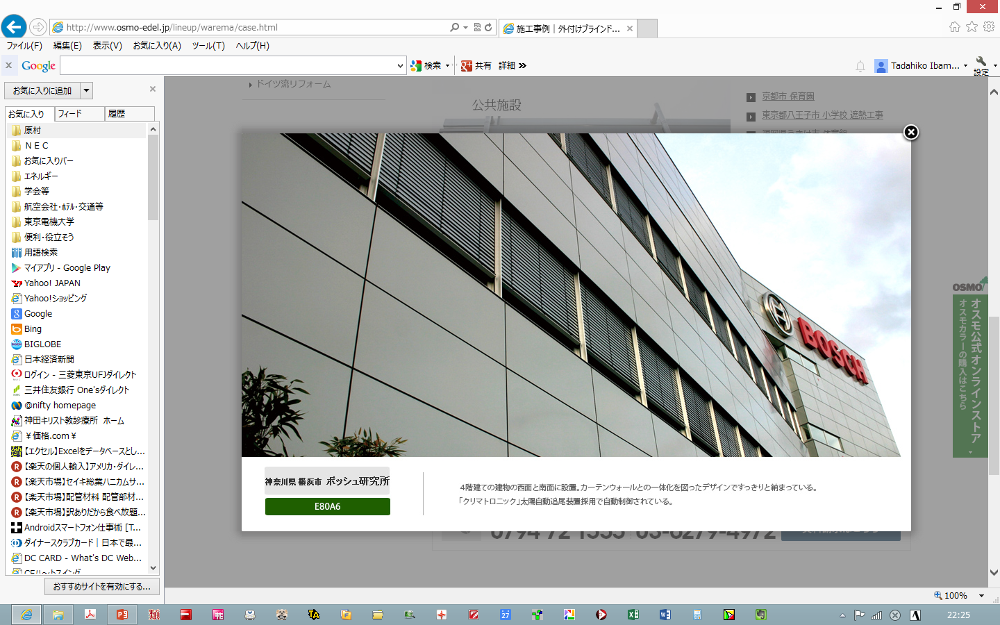 http://www.osmo-edel.jp/lineup/warema/case.html
施工事例｜外付けブラインド...
ファイル(F) 編集(E) 表示(V) お気に入り(A) ツール(T) ヘルプ(H)
Google 検索 共有 詳細 »
Tadahiko Ibam...
設定
お気に入りに追加
お気に入り フィード 履歴
原村
ＮＥＣ
お気に入りバー
エネルギー
学会等
航空会社･ﾎﾃﾙ･交通等
東京電機大学
便利・役立そう
用語検索
マイアプリ - Google Play
Yahoo! JAPAN
Yahoo!ショッピング
Google
Bing
BIGLOBE
日本経済新聞
ログイン - 三菱東京UFJダイレクト
三井住友銀行 One'sダイレクト
@nifty homepage
神田キリスト教診療所 ホーム
￥価格.com￥
【エクセル】Excelをデータベースとし...
【楽天の個人輸入】アメリカ・ダイレ...
【楽天市場】セイキ総業ハニカムサ...
【楽天市場】配管材料 配管部材...
【楽天市場】訳ありだから食べ放題...
Androidスマートフォン仕事術 [T...
ダイナースクラブカード｜日本で最...
DC CARD - What's DC Web...
おすすめサイトを有効にする...
ドイツ流リフォーム
公共施設
京都市 保育園
東京都八王子市 小学校 遮熱工事
BOSCH
神奈川県 横浜市 ボッシュ研究所
E80A6
４階建ての建物の西面と南面に設置。カーテンウォールとの一体化を図ったデザインですっきりと納まっている。
「クリマトロニック」太陽自動追尾装置採用で自動制御されている。
0794 72 1555 03-6279-4972
OSMO
オスモ公式オンラインストア
オスモカラーの購入はこちら
100%
27
22:25